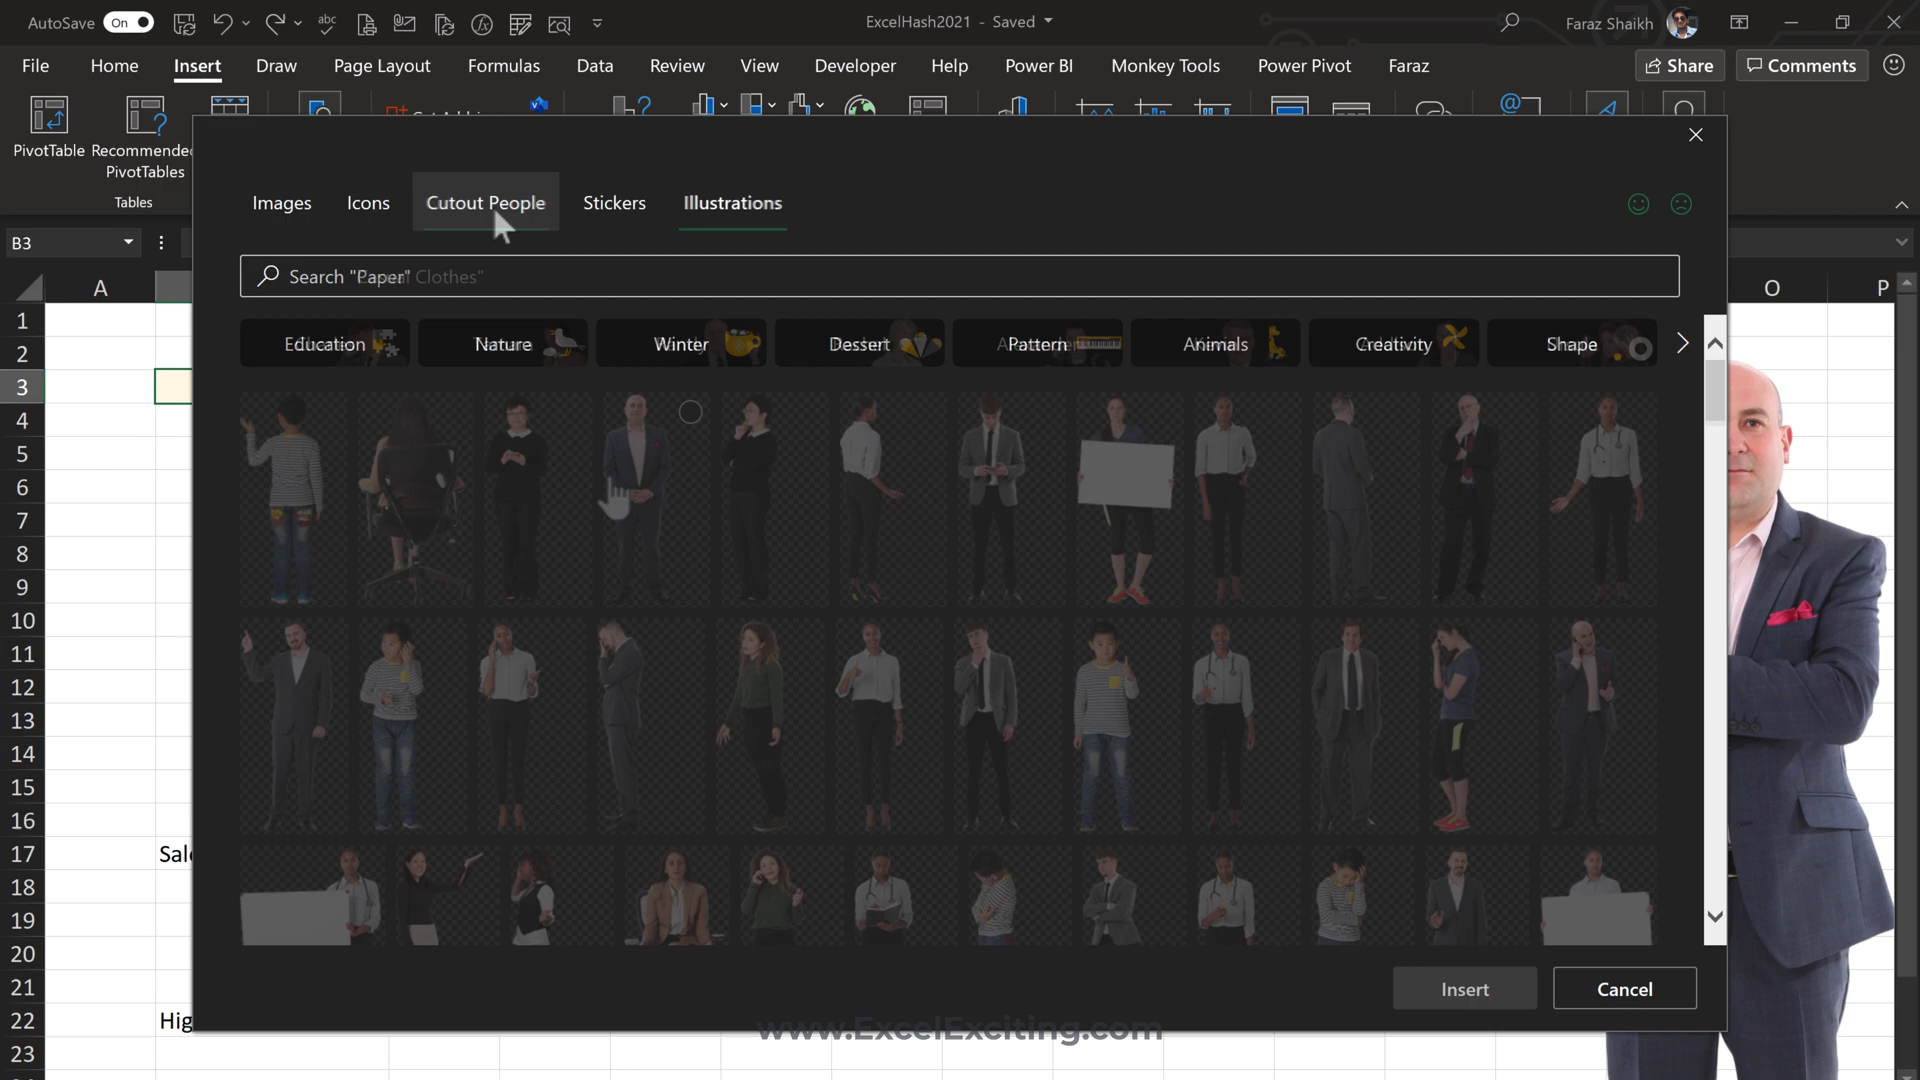 AutoSave On
abc
ExcelHash2021 - Saved
Faraz Shaikh
File Home Insert Draw Page Layout Formulas Data Review View Developer Help Power BI Monkey Tools Power Pivot Faraz Share Comments
PivotTable
Recommended
PivotTables
Tables
Images Icons Cutout People Stickers Illustrations
B3
Search "Paper"
Clothes"
A O P
Education Nature Winter Dessert Pattern Animals Creativity Shape
1
2
3
4
5
6
7
8
9
10
11
12
13
14
15
16
17
18
19
20
21
22 Hig
23
Insert Cancel
www.ExcelExciting.com